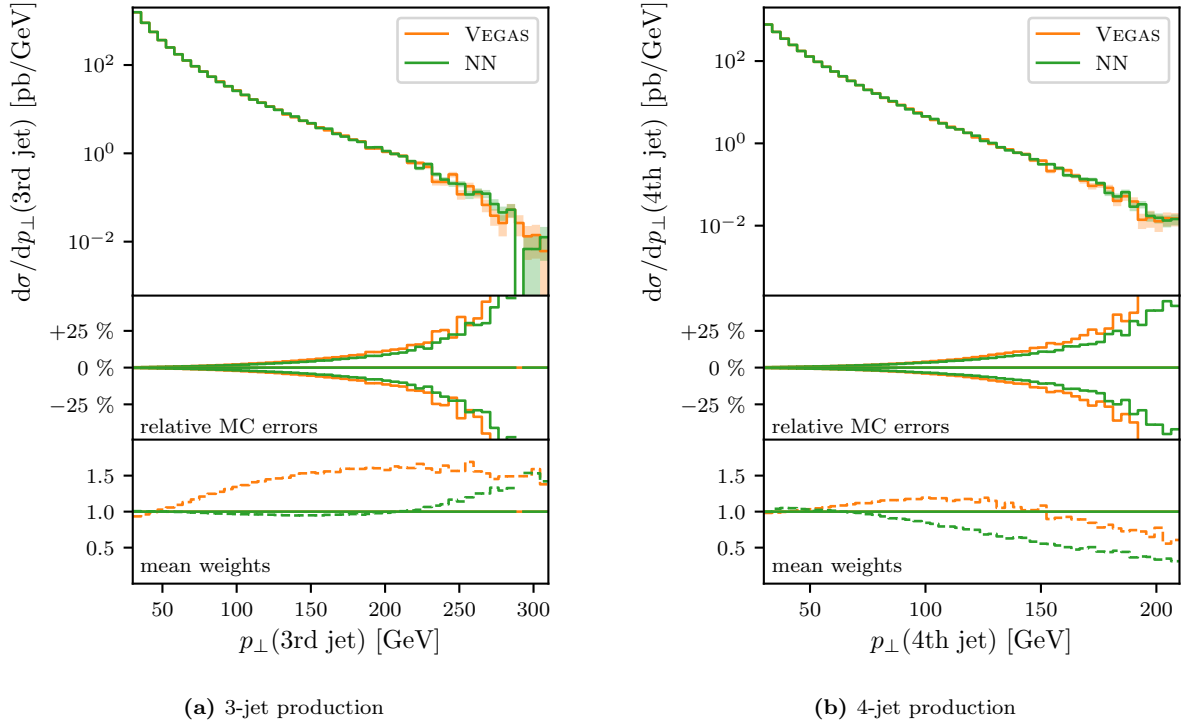 dσ/dp⊥(3rd jet) [pb/GeV]
10²
10⁰
10⁻²
VEGAS
NN
+25 %
0 %
−25 %
relative MC errors
1.5
1.0
0.5
mean weights
50 100 150 200 250 300
p⊥(3rd jet) [GeV]
(a) 3-jet production
dσ/dp⊥(4th jet) [pb/GeV]
10²
10⁰
10⁻²
VEGAS
NN
+25 %
0 %
−25 %
relative MC errors
1.5
1.0
0.5
mean weights
50 100 150 200
p⊥(4th jet) [GeV]
(b) 4-jet production